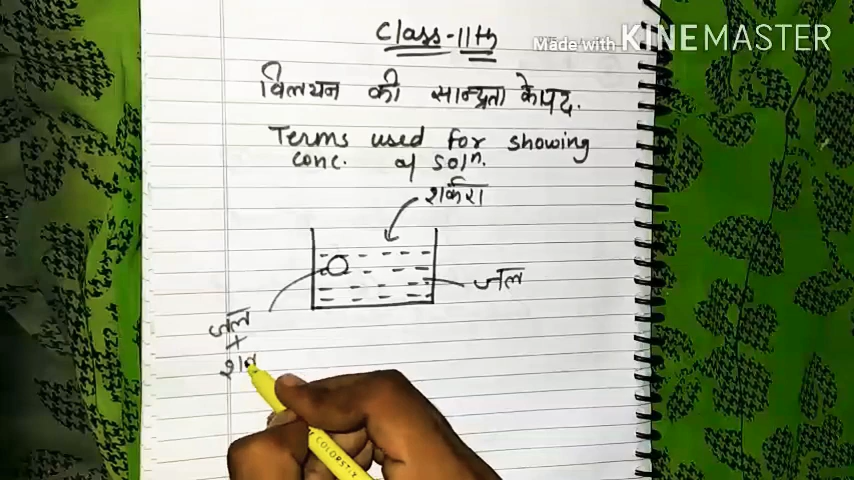 Class-11th
Made with KINEMASTER
विलयन की सान्द्रता के पद.
Terms used for showing
conc. of solⁿ.
शर्करा
जल
जल
+